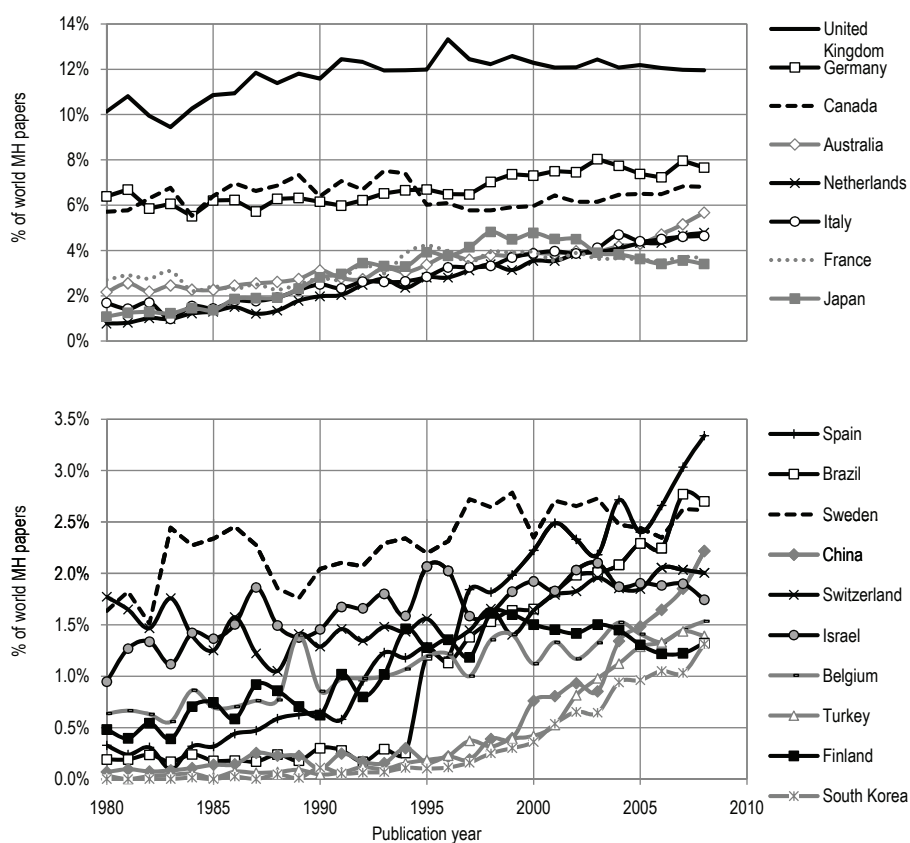 14%
12%
10%
8%
6%
4%
2%
0%
% of world MH papers
United
Kingdom
Germany
Canada
Australia
Netherlands
Italy
France
Japan
3.5%
3.0%
2.5%
2.0%
1.5%
1.0%
0.5%
0.0%
% of world MH papers
1980 1985 1990 1995 2000 2005 2010
Publication year
Spain
Brazil
Sweden
China
Switzerland
Israel
Belgium
Turkey
Finland
South Korea